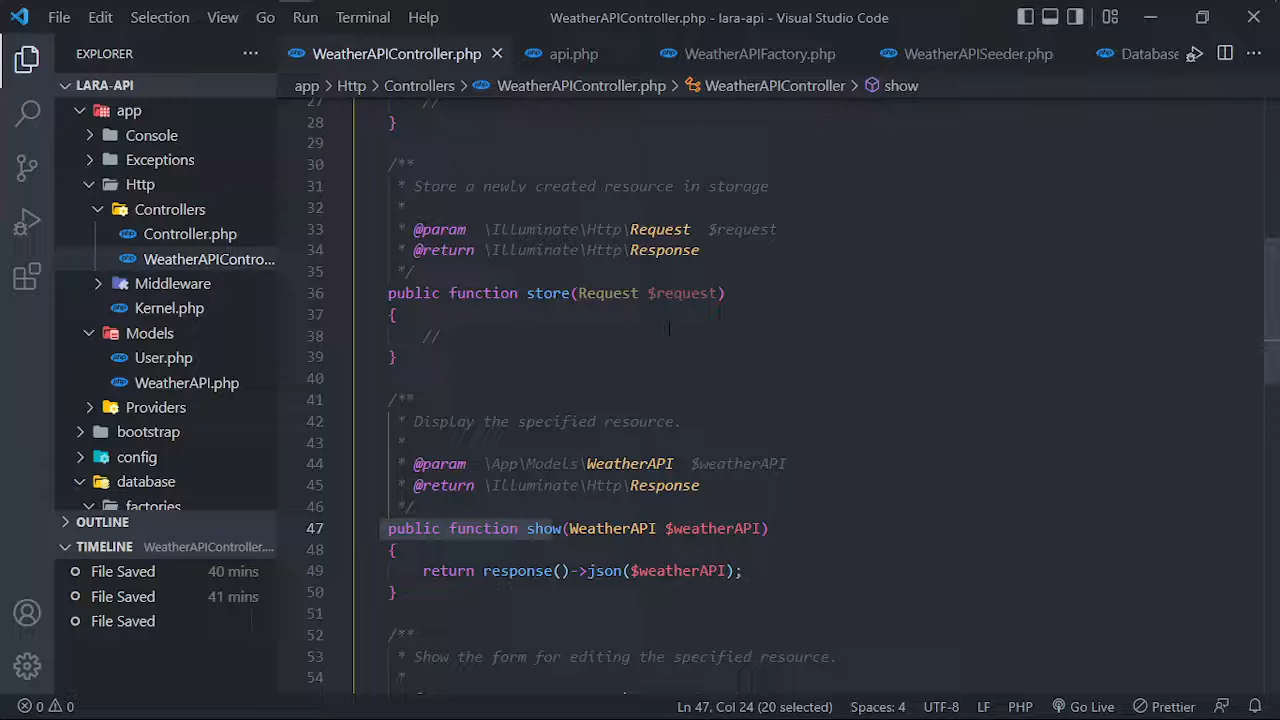 File Edit Selection View Go Run Terminal Help WeatherAPIController.php - lara-api - Visual Studio Code
EXPLORER ···
WeatherAPIController.php
api.php
WeatherAPIFactory.php
WeatherAPISeeder.php
Database
LARA-API
app > Http > Controllers > WeatherAPIController.php > WeatherAPIController > show
app
Console
Exceptions
Http
Controllers
Controller.php
WeatherAPIContro...
Middleware
Kernel.php
Models
User.php
WeatherAPI.php
Providers
bootstrap
config
database
factories
OUTLINE
TIMELINE WeatherAPIController....
File Saved 40 mins
File Saved 41 mins
File Saved
27 //
28 }
29
30 /**
31 * Store a newly created resource in storage
32 *
33 * @param \Illuminate\Http\Request $request
34 * @return \Illuminate\Http\Response
35 */
36 public function store(Request $request)
37 {
38 //
39 }
40
41 /**
42 * Display the specified resource.
43 *
44 * @param \App\Models\WeatherAPI $weatherAPI
45 * @return \Illuminate\Http\Response
46 */
47 public function show(WeatherAPI $weatherAPI)
48 {
49 return response()->json($weatherAPI);
50 }
51
52 /**
53 * Show the form for editing the specified resource.
54 *
0 0 Ln 47, Col 24 (20 selected) Spaces: 4 UTF-8 LF PHP Go Live Prettier